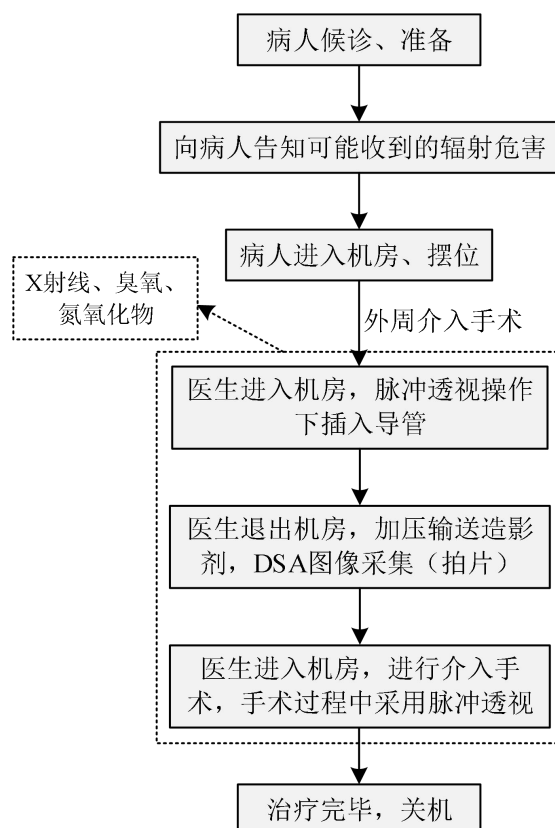 病人候诊、准备
向病人告知可能收到的辐射危害
病人进入机房、摆位
X射线、臭氧、
氮氧化物
外周介入手术
医生进入机房，脉冲透视操作
下插入导管
医生退出机房，加压输送造影
剂，DSA图像采集（拍片）
医生进入机房，进行介入手
术，手术过程中采用脉冲透视
治疗完毕，关机